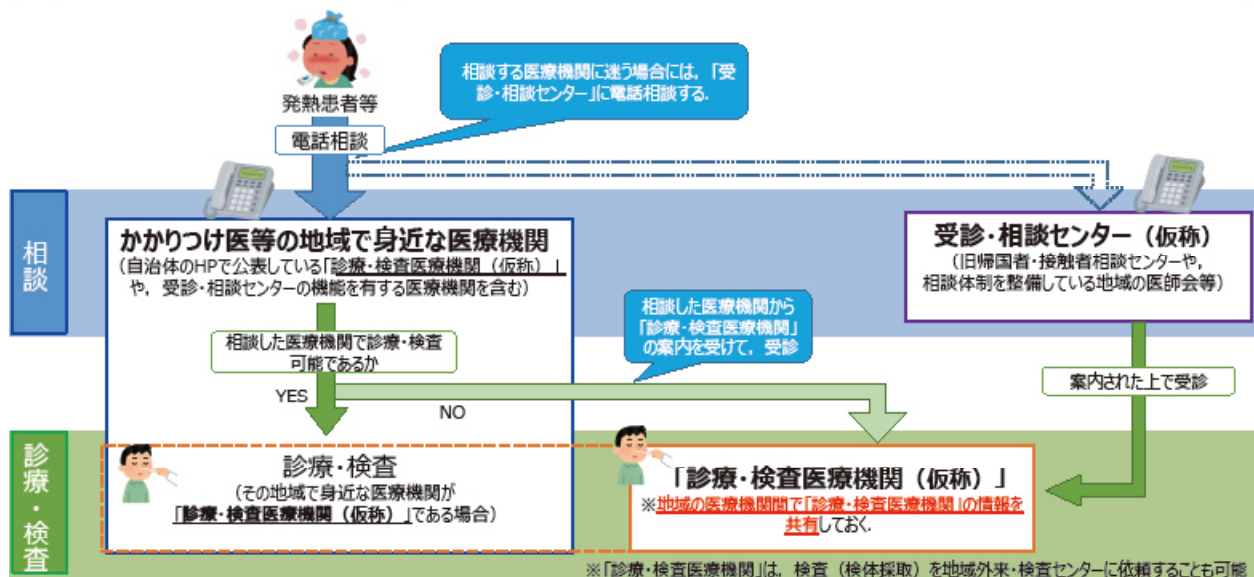 発熱患者等
電話相談
相談する医療機関に迷う場合には，「受
診・相談センター」に電話相談する．
相談
かかりつけ医等の地域で身近な医療機関
（自治体のHPで公表している「診療・検査医療機関（仮称）」
や，受診・相談センターの機能を有する医療機関を含む）
受診・相談センター（仮称）
（旧帰国者・接触者相談センターや，
相談体制を整備している地域の医師会等）
相談した医療機関で診療・検査
可能であるか
相談した医療機関から
「診療・検査医療機関」
の案内を受けて，受診
案内された上で受診
YES
NO
診療・検査
診療・検査
（その地域で身近な医療機関が
「診療・検査医療機関（仮称）」である場合）
「診療・検査医療機関（仮称）」
※地域の医療機関間で「診療・検査医療機関」の情報を
共有しておく．
※「診療・検査医療機関」は，検査（検体採取）を地域外来・検査センターに依頼することも可能